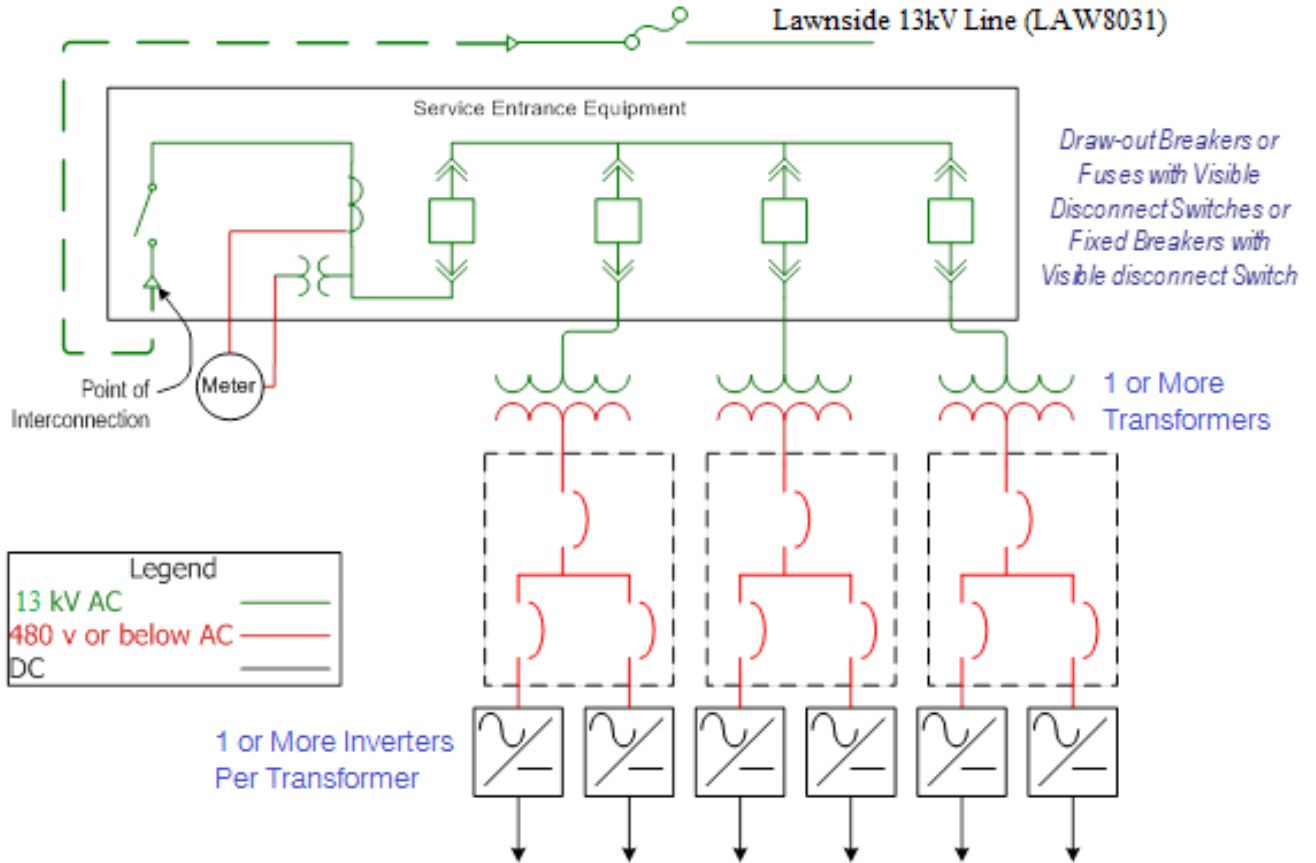 Lawnside 13kV Line (LAW8031)
Service Entrance Equipment
Draw-out Breakers or
Fuses with Visible
Disconnect Switches or
Fixed Breakers with
Visible disconnect Switch
Point of
Interconnection
Meter
1 or More
Transformers
Legend
13 kV AC
480 v or below AC
DC
1 or More Inverters
Per Transformer